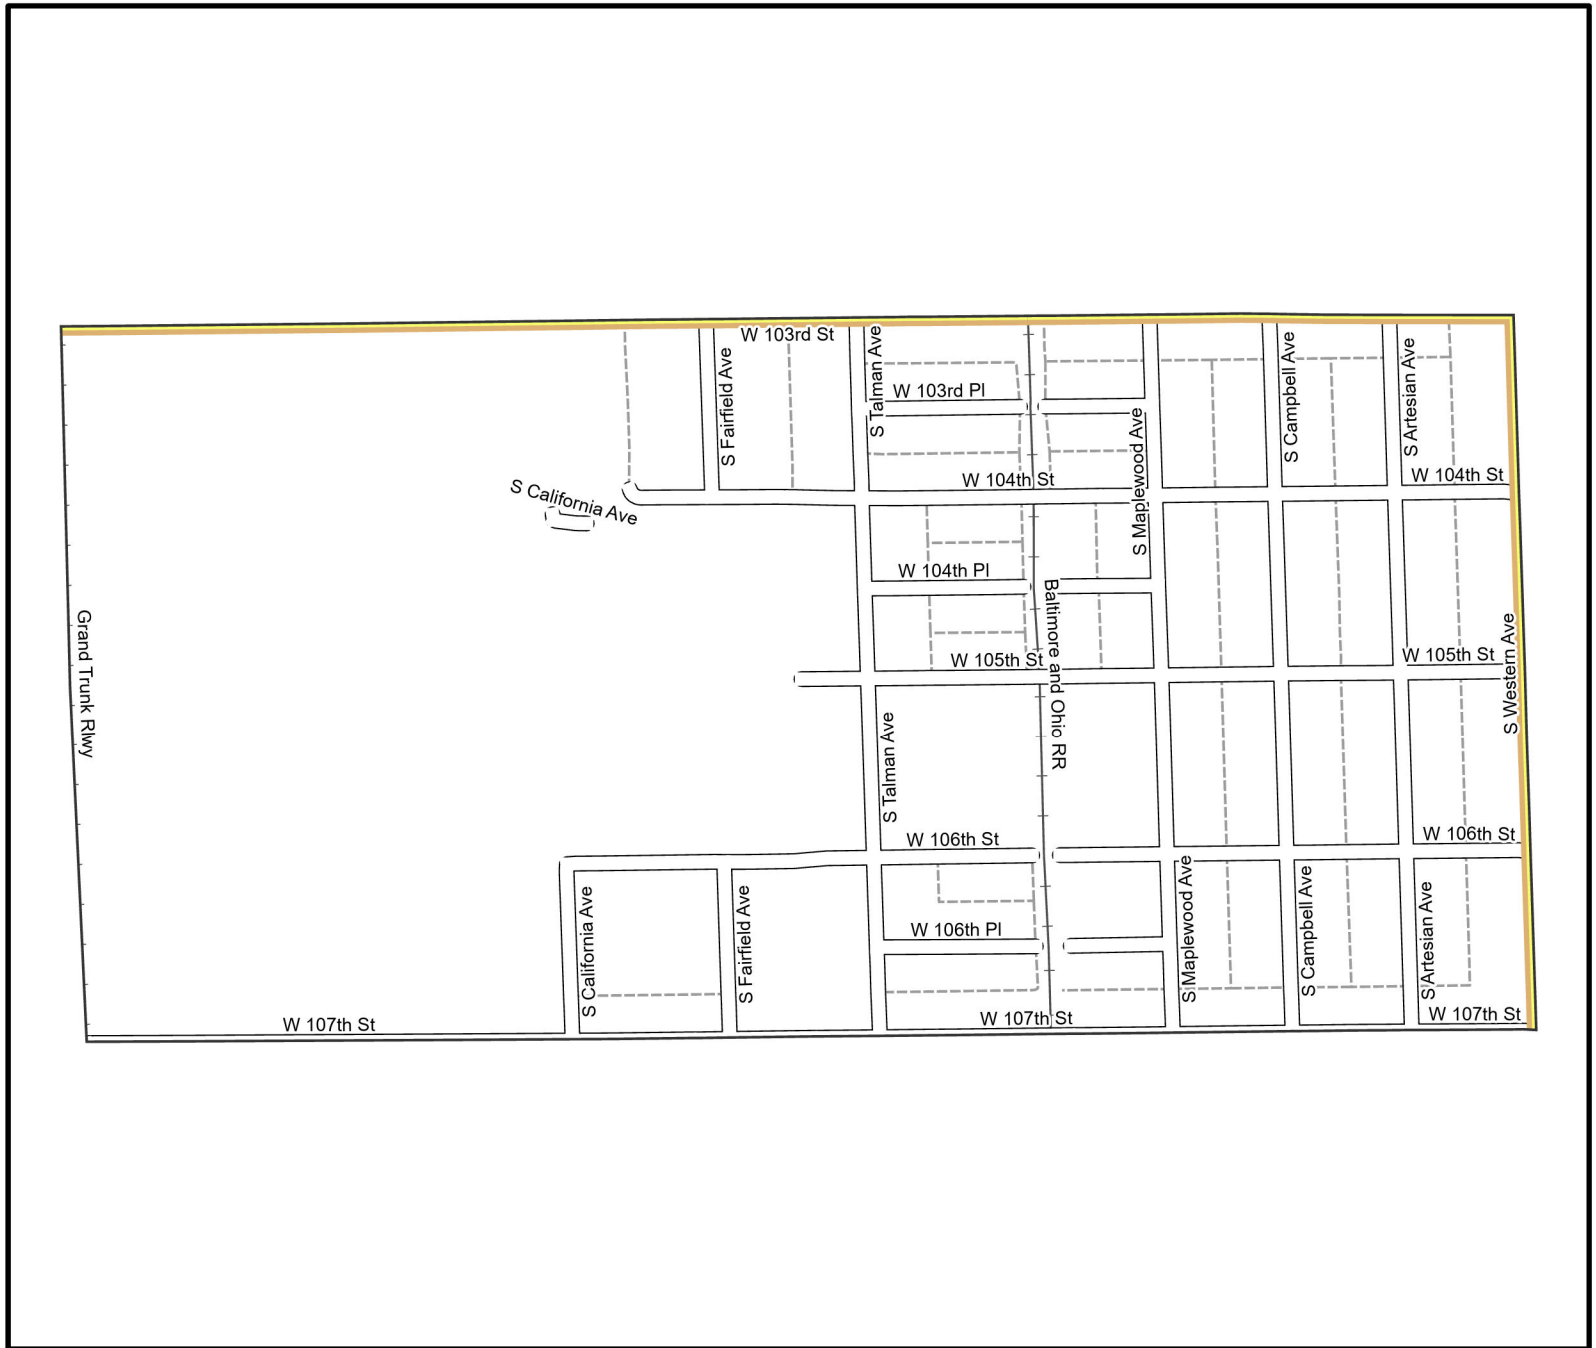 W 103rd St
S Talman Ave
S Fairfield Ave
S Campbell Ave
S Artesian Ave
W 103rd Pl
S Maplewood Ave
W 104th St
W 104th St
S California Ave
W 104th Pl
Baltimore and Ohio RR
Grand Trunk Rlwy
S Western Ave
W 105th St
W 105th St
S Talman Ave
W 106th St
W 106th St
S California Ave
S Fairfield Ave
S Maplewood Ave
S Campbell Ave
S Artesian Ave
W 106th Pl
W 107th St
W 107th St
W 107th St